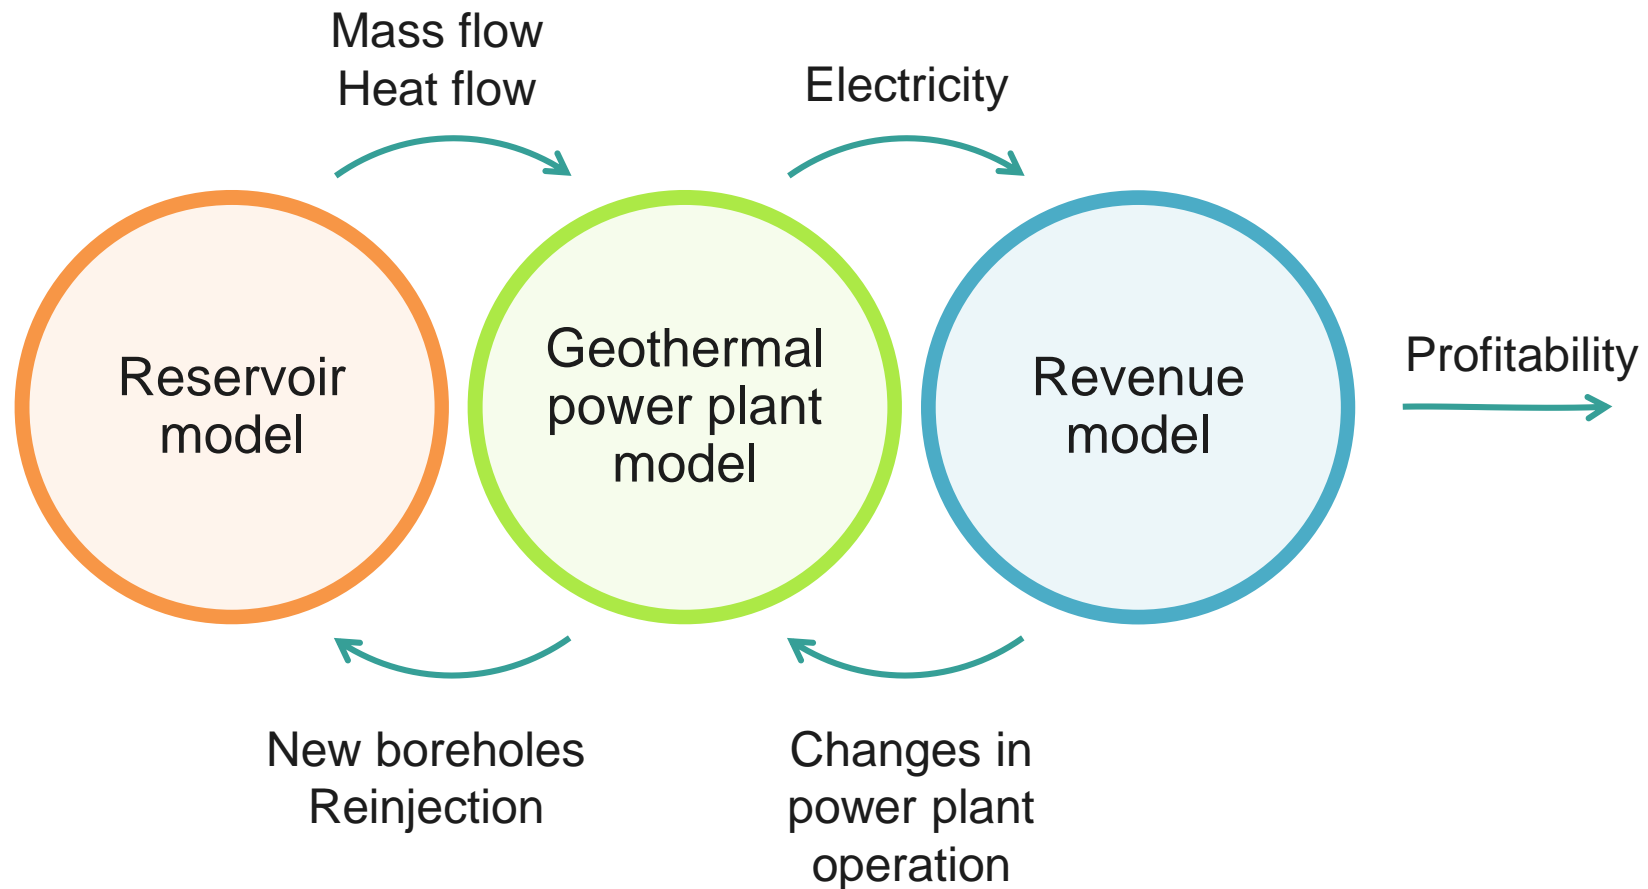 Mass flow
Heat flow
Electricity
Reservoir
model
Geothermal
power plant
model
Revenue
model
Profitability
New boreholes
Reinjection
Changes in
power plant
operation